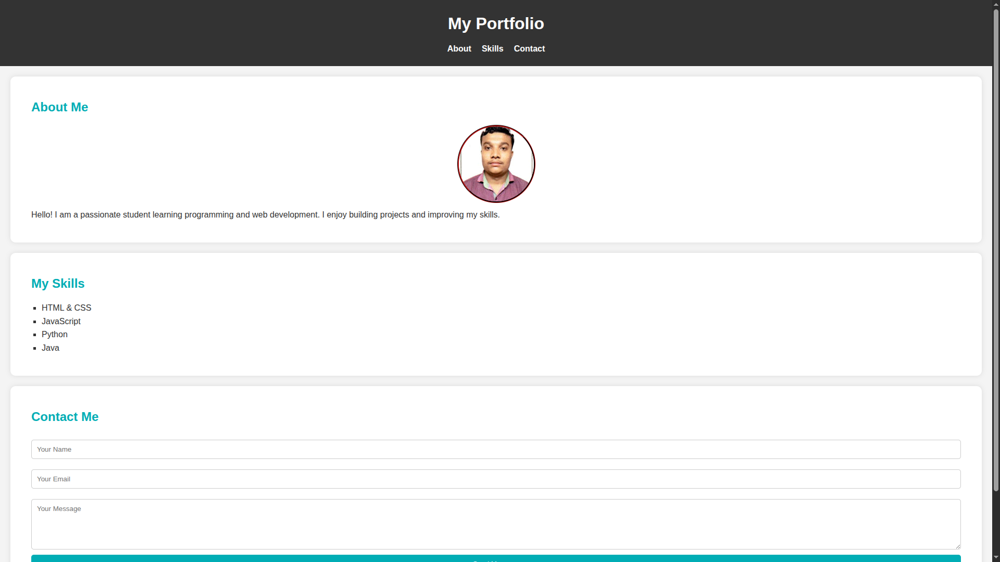 My Portfolio
About Skills Contact
About Me
Hello! I am a passionate student learning programming and web development. I enjoy building projects and improving my skills.
My Skills
HTML & CSS
JavaScript
Python
Java
Contact Me
Your Name
Your Email
Your Message